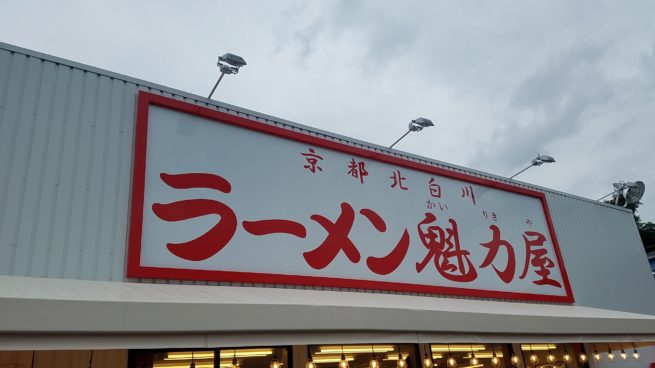 京都北白川
かいりきや
ラーメン魁力屋